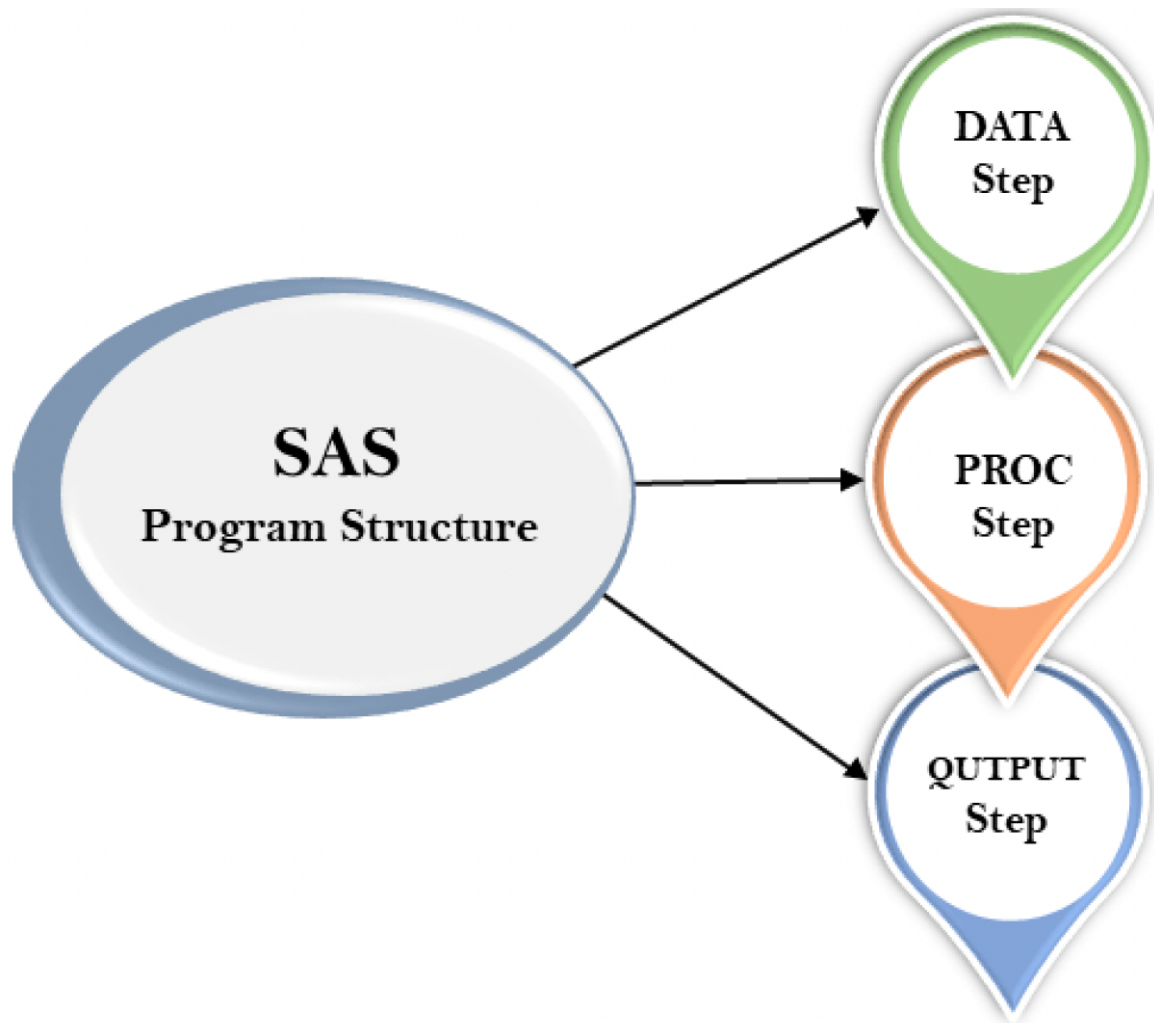 DATA
Step
SAS
Program Structure
PROC
Step
QUTPUT
Step